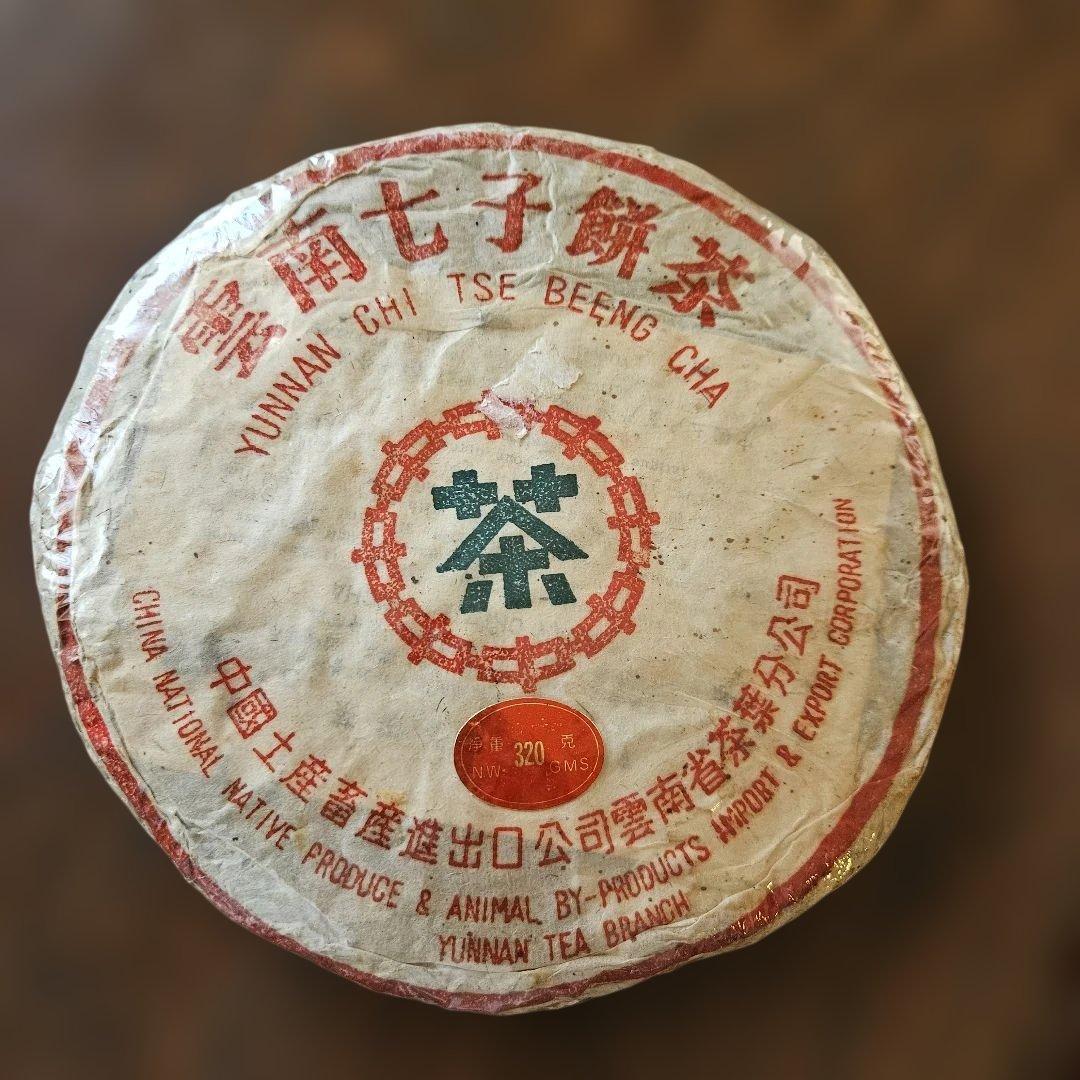 雲南七子餅茶
YUNNAN CHI TSE BEENG CHA
茶
淨重 320 克
N.W. GMS
中國土產畜產進出口公司雲南省茶葉分公司
CHINA NATIONAL NATIVE PRODUCE & ANIMAL BY-PRODUCTS IMPORT & EXPORT CORPORATION
YUNNAN TEA BRANCH